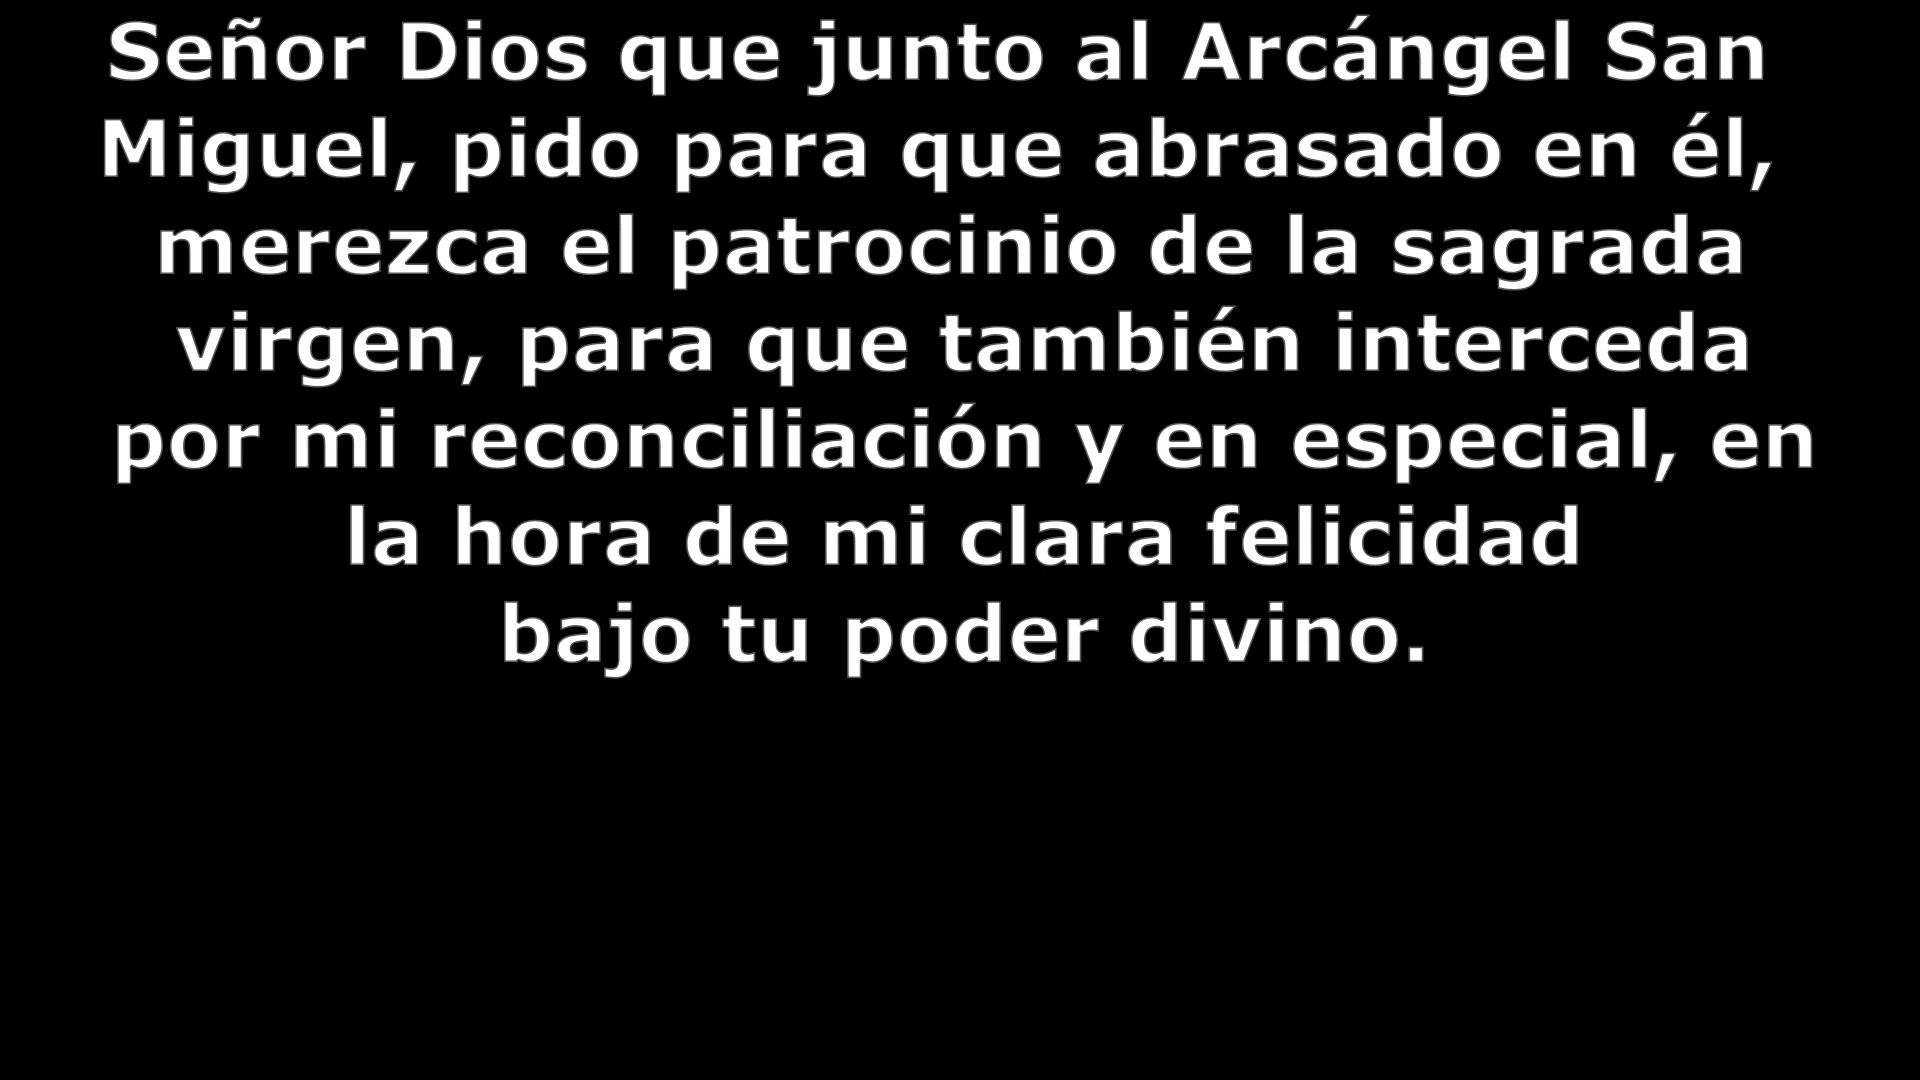 Señor Dios que junto al Arcángel San
Miguel, pido para que abrasado en él,
merezca el patrocinio de la sagrada
virgen, para que también interceda
por mi reconciliación y en especial, en
la hora de mi clara felicidad
bajo tu poder divino.